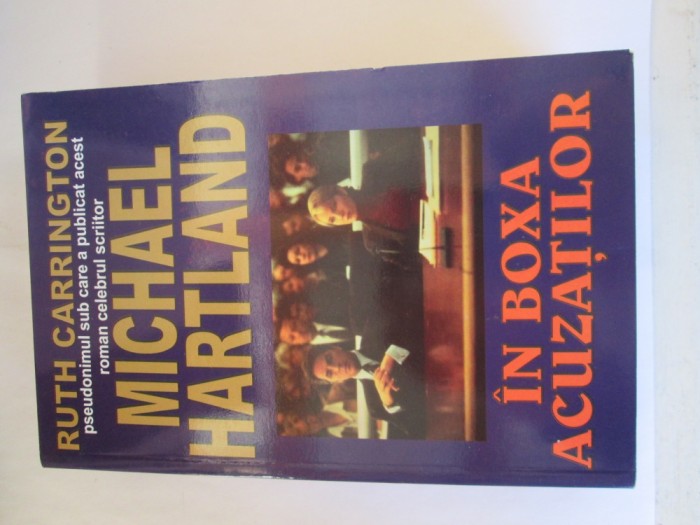 RUTH CARRINGTON
pseudonimul sub care a publicat acest
roman celebrul scriitor
MICHAEL
HARTLAND
ÎN BOXA
ACUZAȚILOR